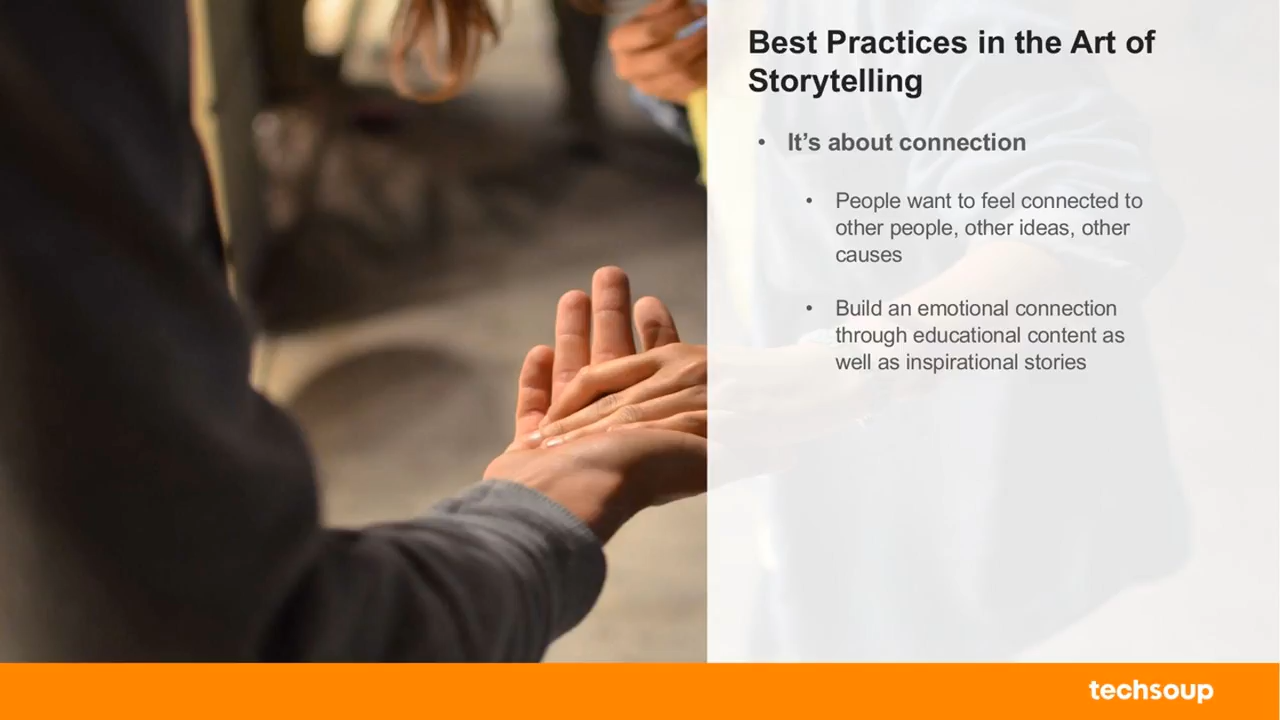 Best Practices in the Art of
Storytelling
• It’s about connection
• People want to feel connected to
other people, other ideas, other
causes
• Build an emotional connection
through educational content as
well as inspirational stories
techsoup